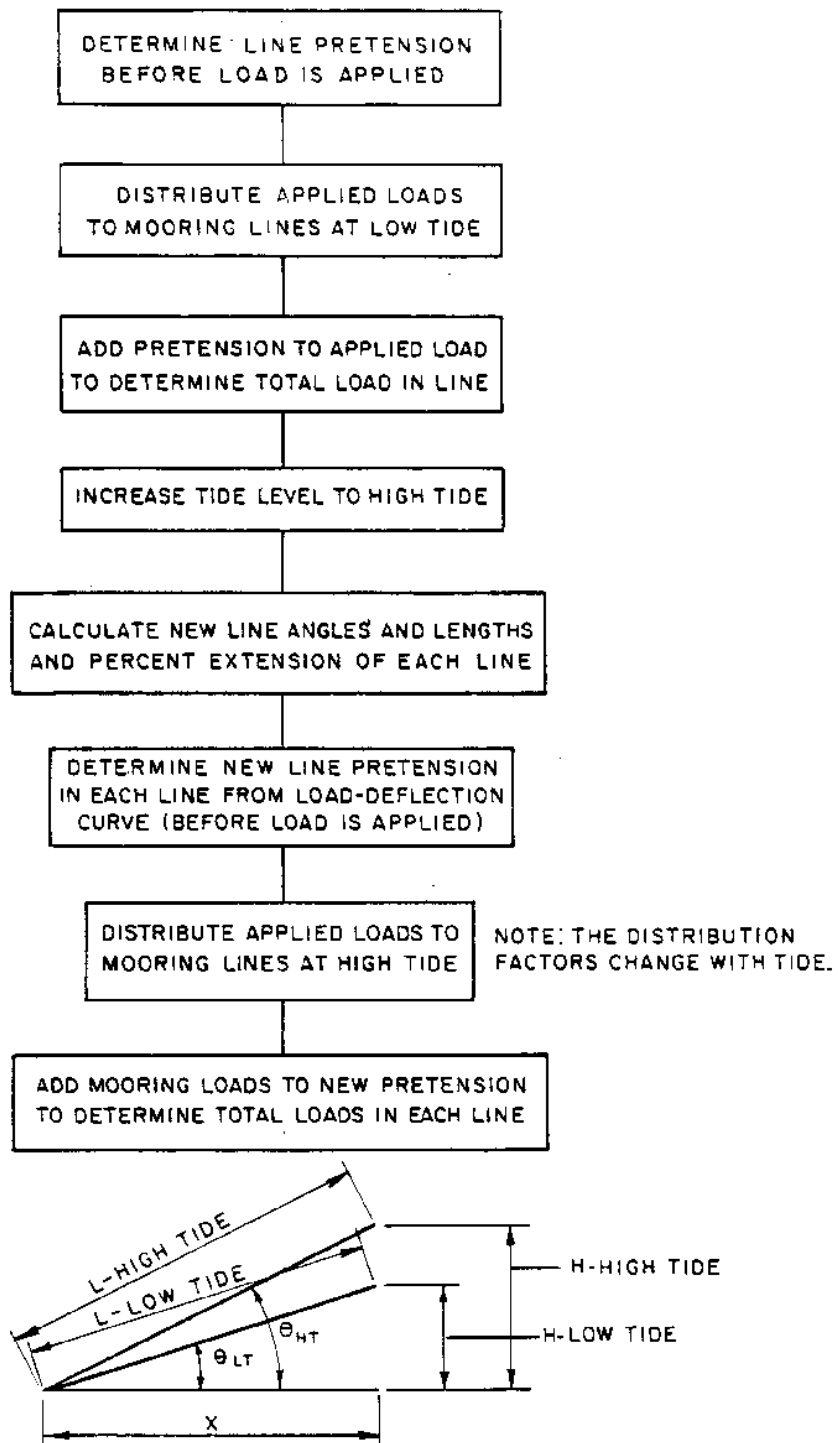 DETERMINE LINE PRETENSION
BEFORE LOAD IS APPLIED
DISTRIBUTE APPLIED LOADS
TO MOORING LINES AT LOW TIDE
ADD PRETENSION TO APPLIED LOAD
TO DETERMINE TOTAL LOAD IN LINE
INCREASE TIDE LEVEL TO HIGH TIDE
CALCULATE NEW LINE ANGLES AND LENGTHS
AND PERCENT EXTENSION OF EACH LINE
DETERMINE NEW LINE PRETENSION
IN EACH LINE FROM LOAD-DEFLECTION
CURVE (BEFORE LOAD IS APPLIED)
DISTRIBUTE APPLIED LOADS TO
MOORING LINES AT HIGH TIDE
NOTE: THE DISTRIBUTION
FACTORS CHANGE WITH TIDE.
ADD MOORING LOADS TO NEW PRETENSION
TO DETERMINE TOTAL LOADS IN EACH LINE
L-HIGH TIDE
L-LOW TIDE
H-HIGH TIDE
H-LOW TIDE
θHT
θLT
X